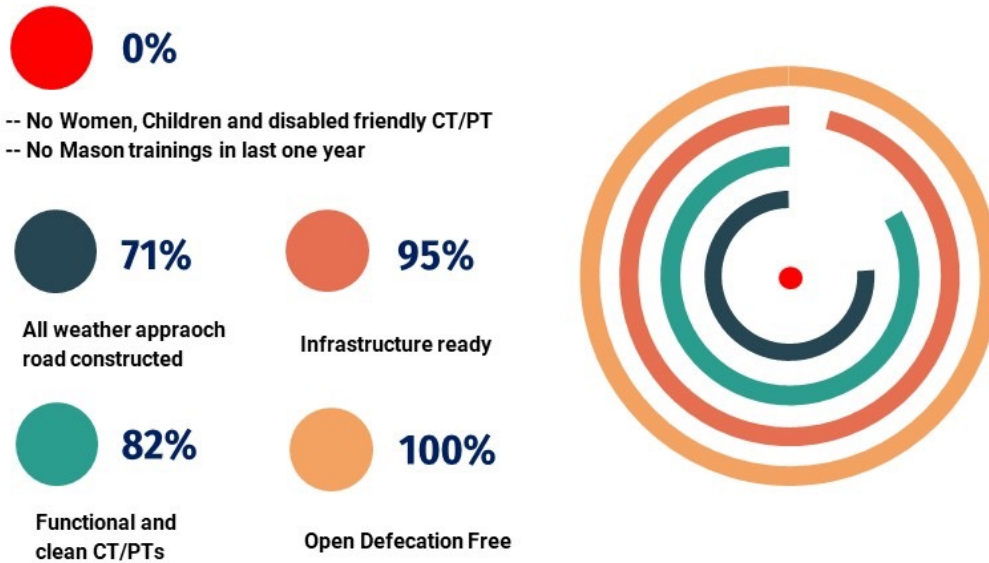 0%
-- No Women, Children and disabled friendly CT/PT
-- No Mason trainings in last one year
71%
95%
All weather appraoch
road constructed
Infrastructure ready
82%
100%
Functional and
clean CT/PTs
Open Defecation Free